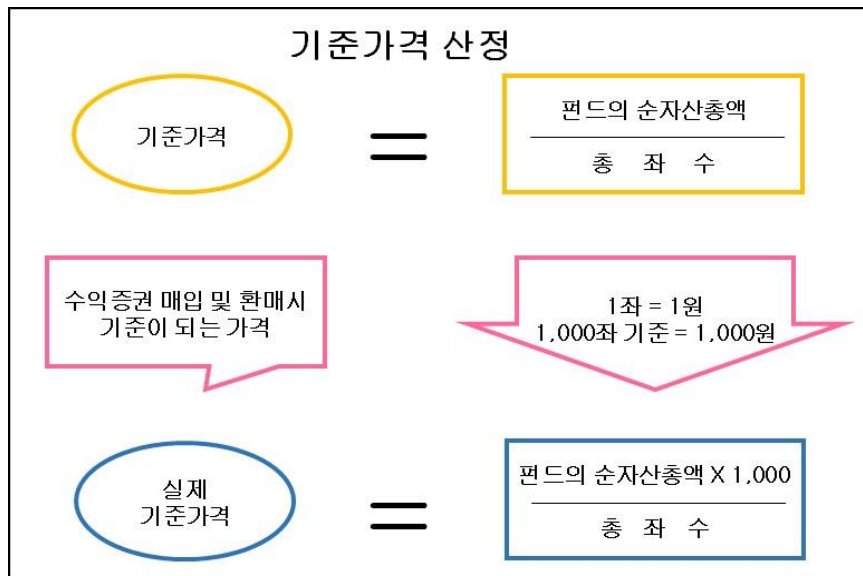 기준가격 산정
기준가격
=
펀드의 순자산총액
총 좌 수
수익증권 매입 및 환매시
기준이 되는 가격
1좌 = 1원
1,000좌 기준 = 1,000원
실제
기준가격
=
펀드의 순자산총액 X 1,000
총 좌 수